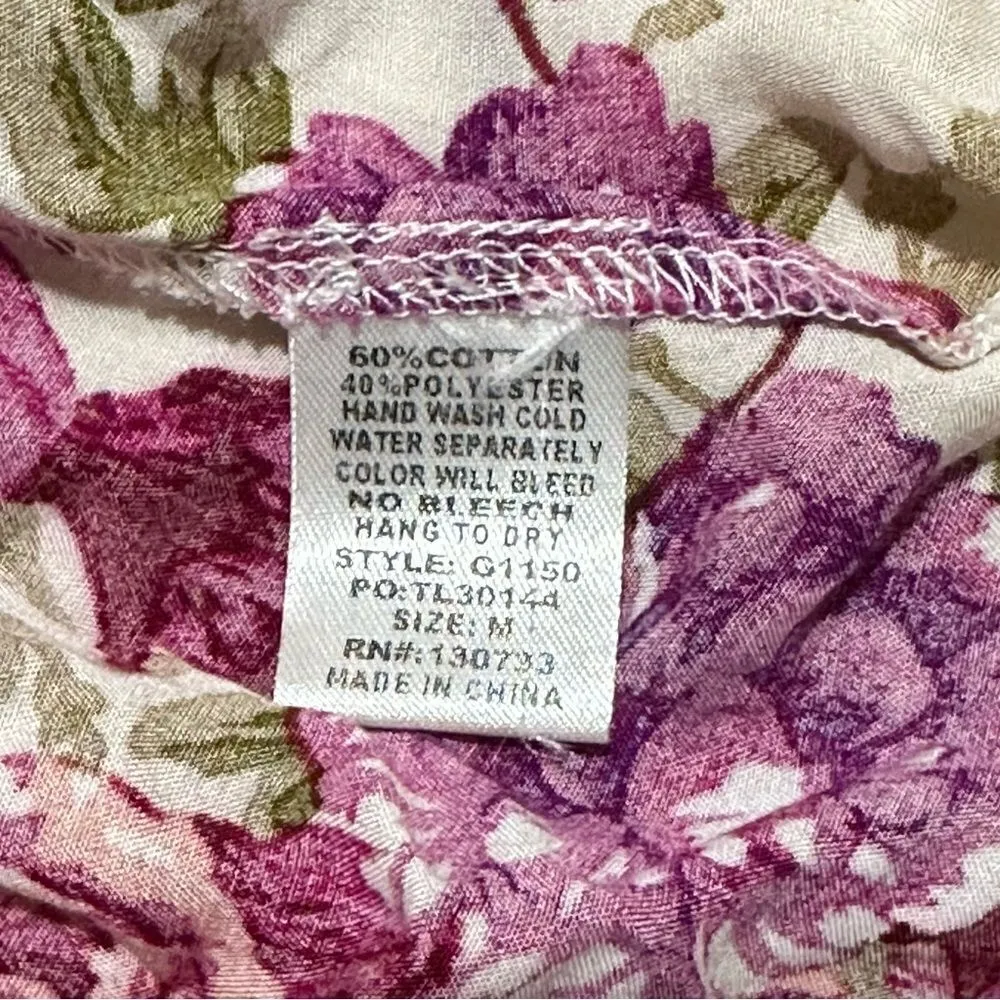 60%COTTON
40%POLYESTER
HAND WASH COLD
WATER SEPARATELY
COLOR WILL BLEED
NO BLEECH
HANG TO DRY
STYLE: G1150
PO:TL30144
SIZE: M
RN#:130793
MADE IN CHINA